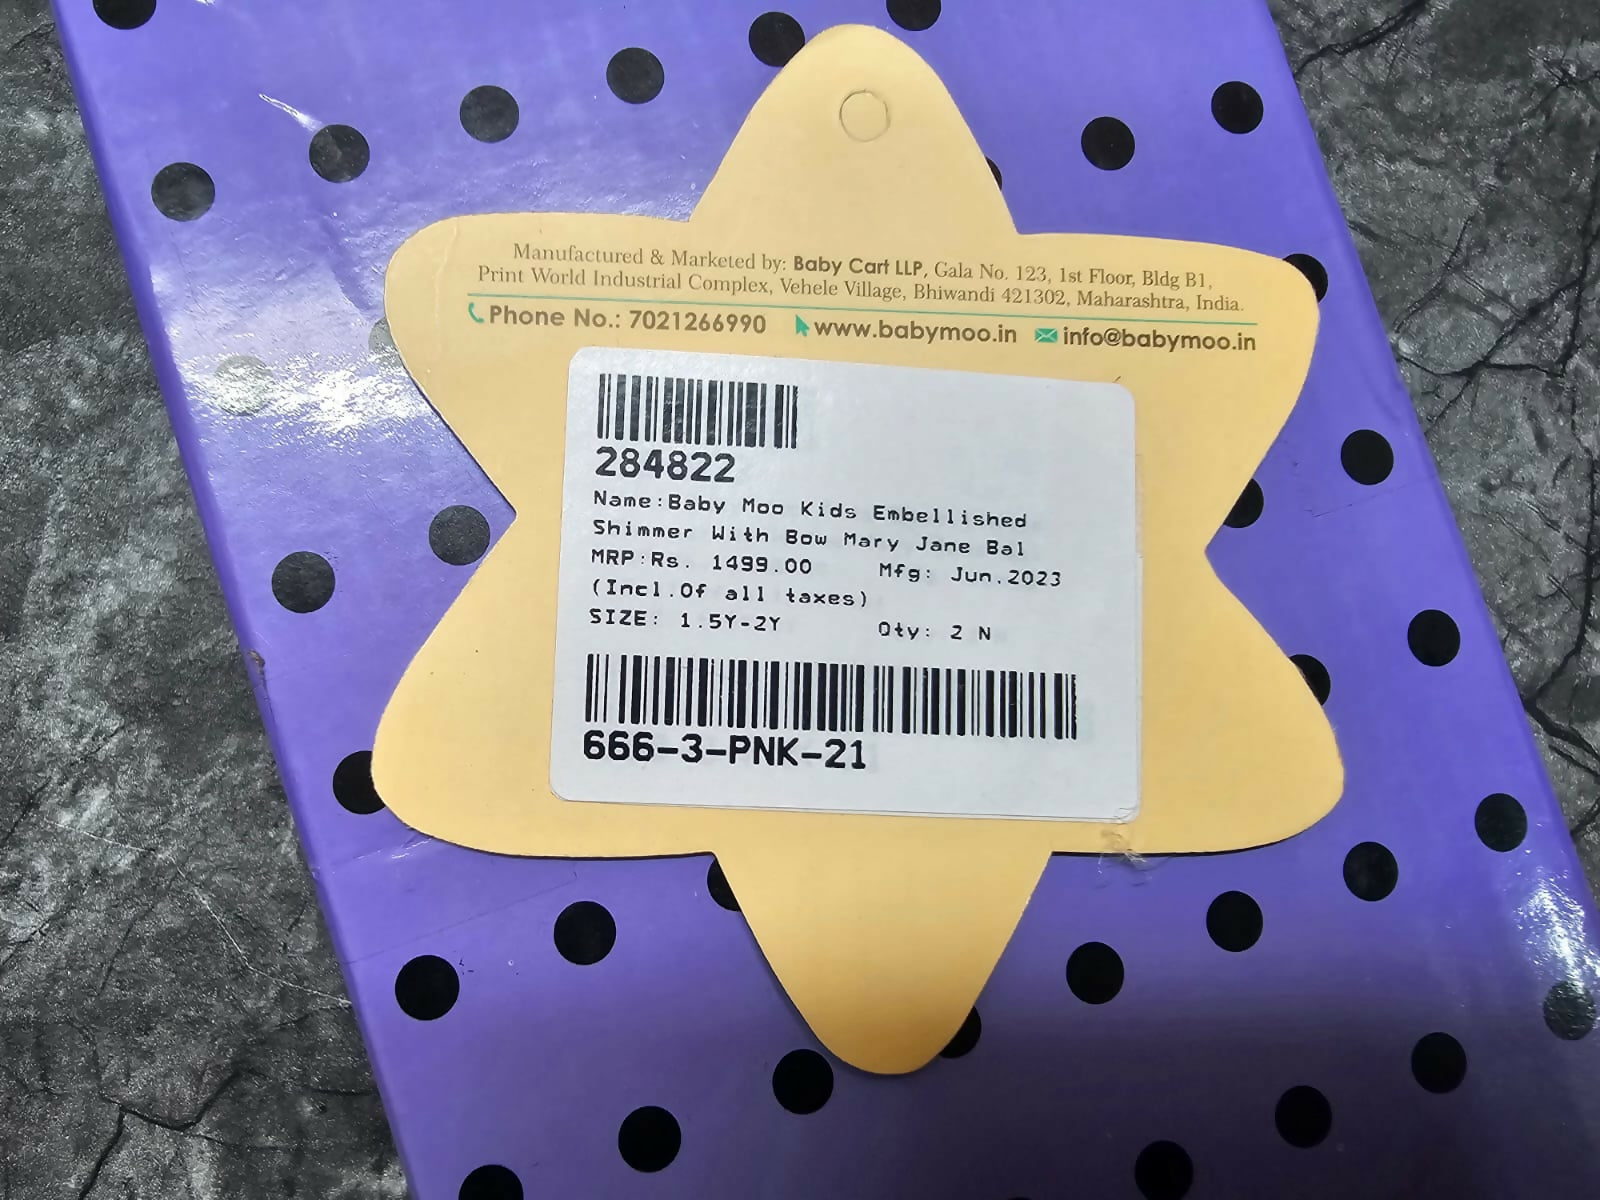 Manufactured & Marketed by: Baby Cart LLP, Gala No. 123, 1st Floor, Bldg B1,
Print World Industrial Complex, Vehele Village, Bhiwandi 421302, Maharashtra, India.
Phone No.: 7021266990 www.babymoo.in info@babymoo.in
284822
Name:Baby Moo Kids Embellished
Shimmer With Bow Mary Jane Bal
MRP:Rs. 1499.00 Mfg: Jun.2023
(Incl.Of all taxes)
SIZE: 1.5Y-2Y Qty: 2 N
666-3-PNK-21